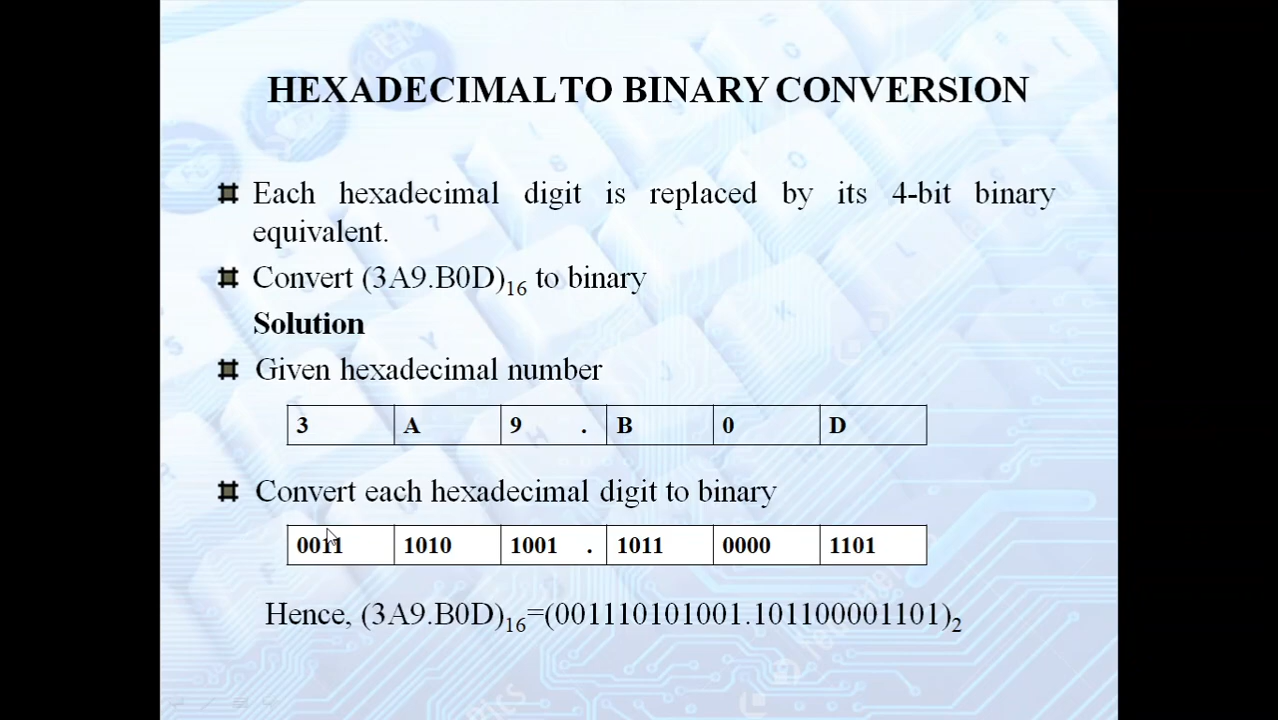 HEXADECIMAL TO BINARY CONVERSION
Each hexadecimal digit is replaced by its 4-bit binary
equivalent.
Convert (3A9.B0D)16 to binary
Solution
Given hexadecimal number
3 A 9 . B 0 D
Convert each hexadecimal digit to binary
0011 1010 1001 . 1011 0000 1101
Hence, (3A9.B0D)16=(001110101001.101100001101)2